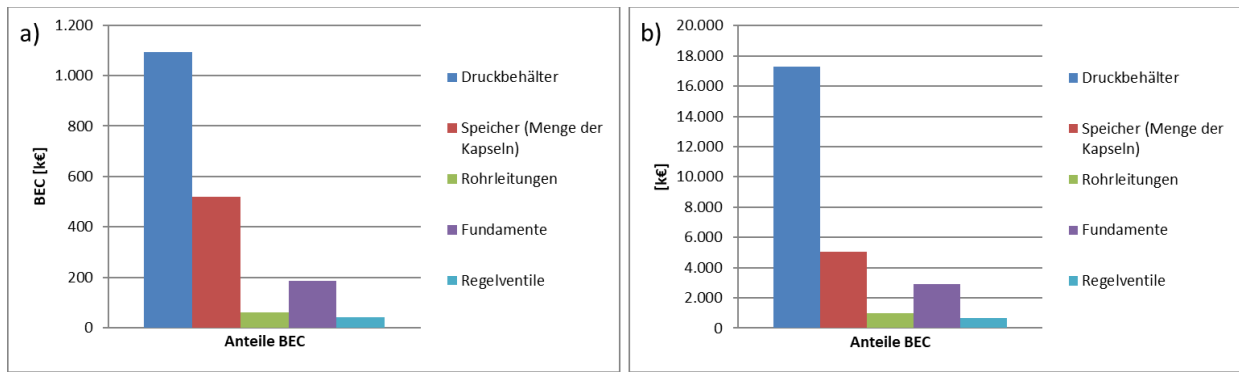 a)
BEC [k€]
1.200
1.000
800
600
400
200
0
Anteile BEC
Druckbehälter
Speicher (Menge der
Kapseln)
Rohrleitungen
Fundamente
Regelventile
b)
[k€]
20.000
18.000
16.000
14.000
12.000
10.000
8.000
6.000
4.000
2.000
0
Anteile BEC
Druckbehälter
Speicher (Menge der
Kapseln)
Rohrleitungen
Fundamente
Regelventile